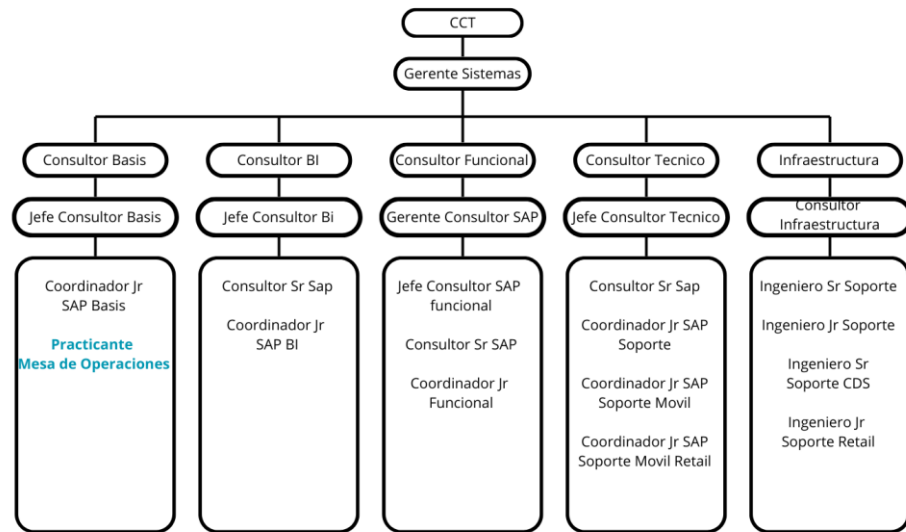 CCT
Gerente Sistemas
Consultor Basis
Consultor BI
Consultor Funcional
Consultor Tecnico
Infraestructura
Jefe Consultor Basis
Jefe Consultor Bi
Gerente Consultor SAP
Jefe Consultor Tecnico
Consultor
Infraestructura
Coordinador Jr
SAP Basis
Practicante
Mesa de Operaciones
Consultor Sr Sap
Coordinador Jr
SAP BI
Jefe Consultor SAP
funcional
Consultor Sr SAP
Coordinador Jr
Funcional
Consultor Sr Sap
Coordinador Jr SAP
Soporte
Coordinador Jr SAP
Soporte Movil
Coordinador Jr SAP
Soporte Movil Retail
Ingeniero Sr Soporte
Ingeniero Jr Soporte
Ingeniero Sr
Soporte CDS
Ingeniero Jr
Soporte Retail